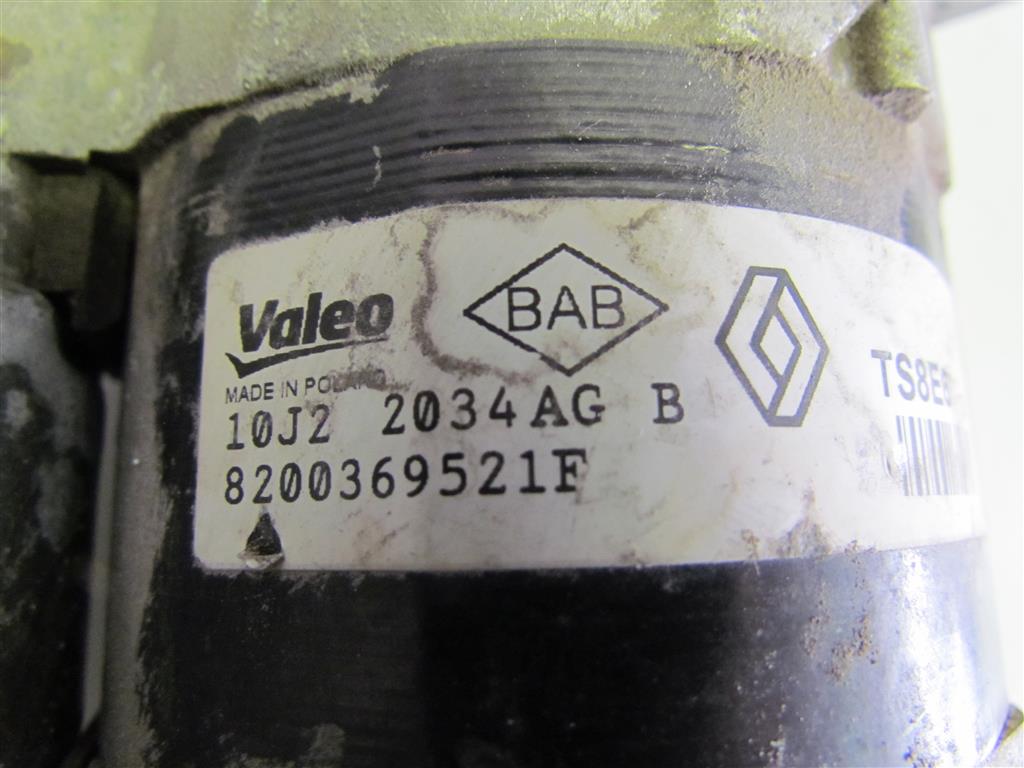 Valeo
BAB
MADE IN POLAND
10J2 2034AG B
8200369521F